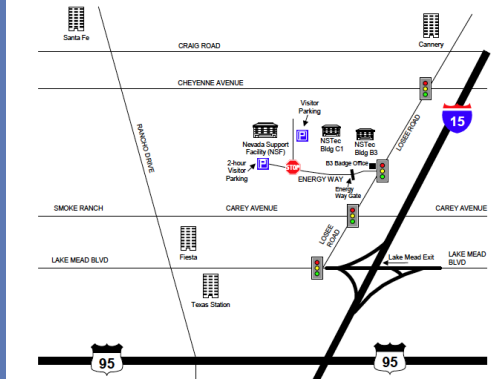 Santa Fe
Cannery
CRAIG ROAD
CHEYENNE AVENUE
Visitor
Parking
15
LOSEE ROAD
RANCHO DRIVE
Nevada Support
Facility (NSF)
NSTec
Bldg C1
NSTec
Bldg B3
2-hour
Visitor
Parking
P
P
STOP
B3 Badge Office
ENERGY WAY
Energy
Way Gate
SMOKE RANCH
CAREY AVENUE
CAREY AVENUE
LOSEE
ROAD
Fiesta
LAKE MEAD BLVD
Lake Mead Exit
LAKE MEAD
BLVD
Texas Station
95
95